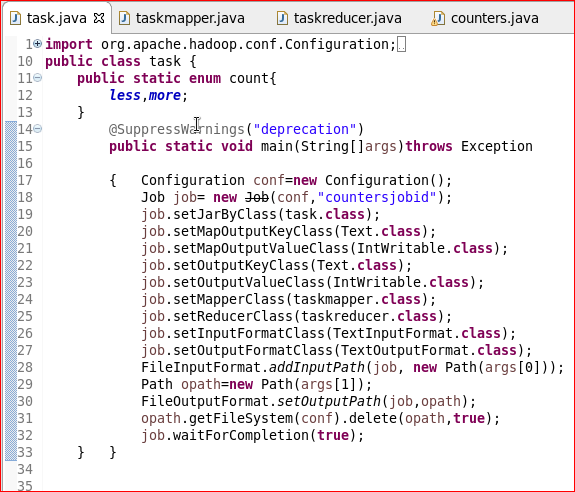 task.java taskmapper.java taskreducer.java counters.java
1 import org.apache.hadoop.conf.Configuration;
10 public class task {
11 public static enum count{
12 less,more;
13 }
14 @SuppressWarnings("deprecation")
15 public static void main(String[]args)throws Exception
16
17 { Configuration conf=new Configuration();
18 Job job= new Job(conf,"countersjobid");
19 job.setJarByClass(task.class);
20 job.setMapOutputKeyClass(Text.class);
21 job.setMapOutputValueClass(IntWritable.class);
22 job.setOutputKeyClass(Text.class);
23 job.setOutputValueClass(IntWritable.class);
24 job.setMapperClass(taskmapper.class);
25 job.setReducerClass(taskreducer.class);
26 job.setInputFormatClass(TextInputFormat.class);
27 job.setOutputFormatClass(TextOutputFormat.class);
28 FileInputFormat.addInputPath(job, new Path(args[0]));
29 Path opath=new Path(args[1]);
30 FileOutputFormat.setOutputPath(job,opath);
31 opath.getFileSystem(conf).delete(opath,true);
32 job.waitForCompletion(true);
33 } }
34
35